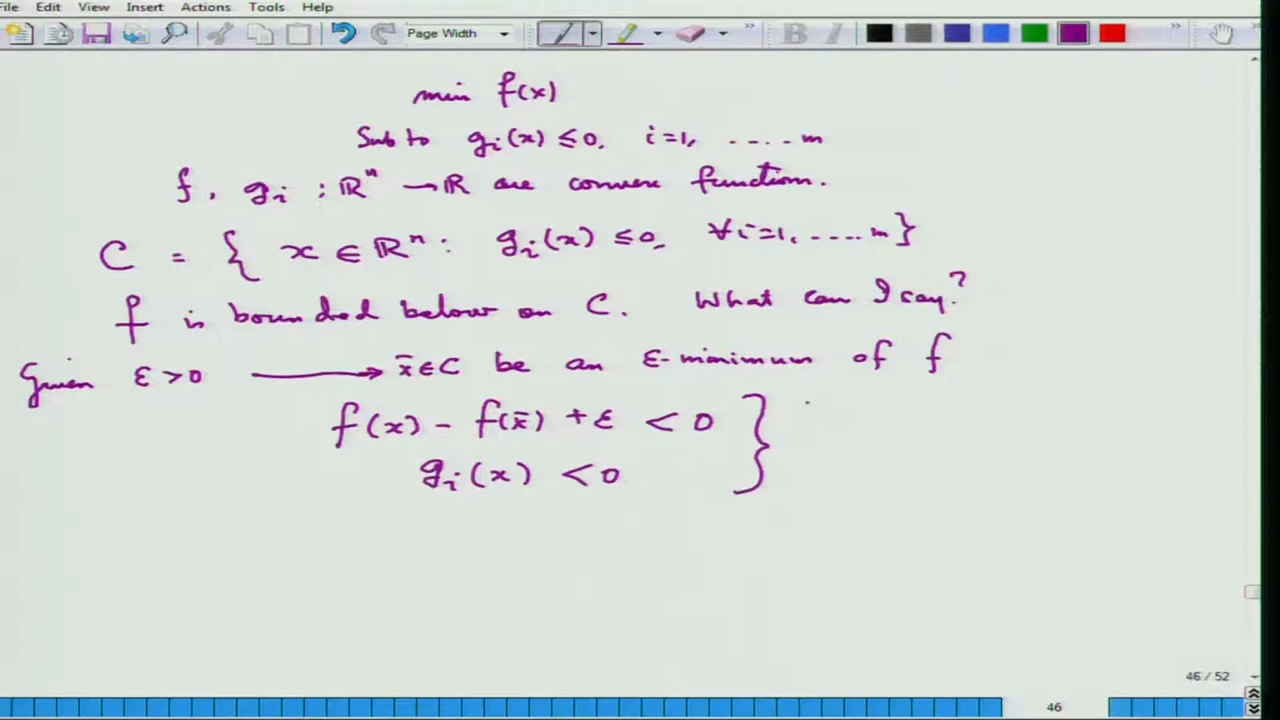 File Edit View Insert Actions Tools Help
Page Width
min f(x)
Sub to gᵢ(x) ≤ 0, i=1, ..... m
f, gᵢ : ℝⁿ → ℝ are convex function.
C = { x ∈ ℝⁿ : gᵢ(x) ≤ 0, ∀i=1, ..... m }
f is bounded below on C. What can I say?
Given ε > 0 ⟶ x̄ ∈ C be an ε-minimum of f
f(x) - f(x̄) + ε < 0 }
gᵢ(x) < 0
46 / 52
46